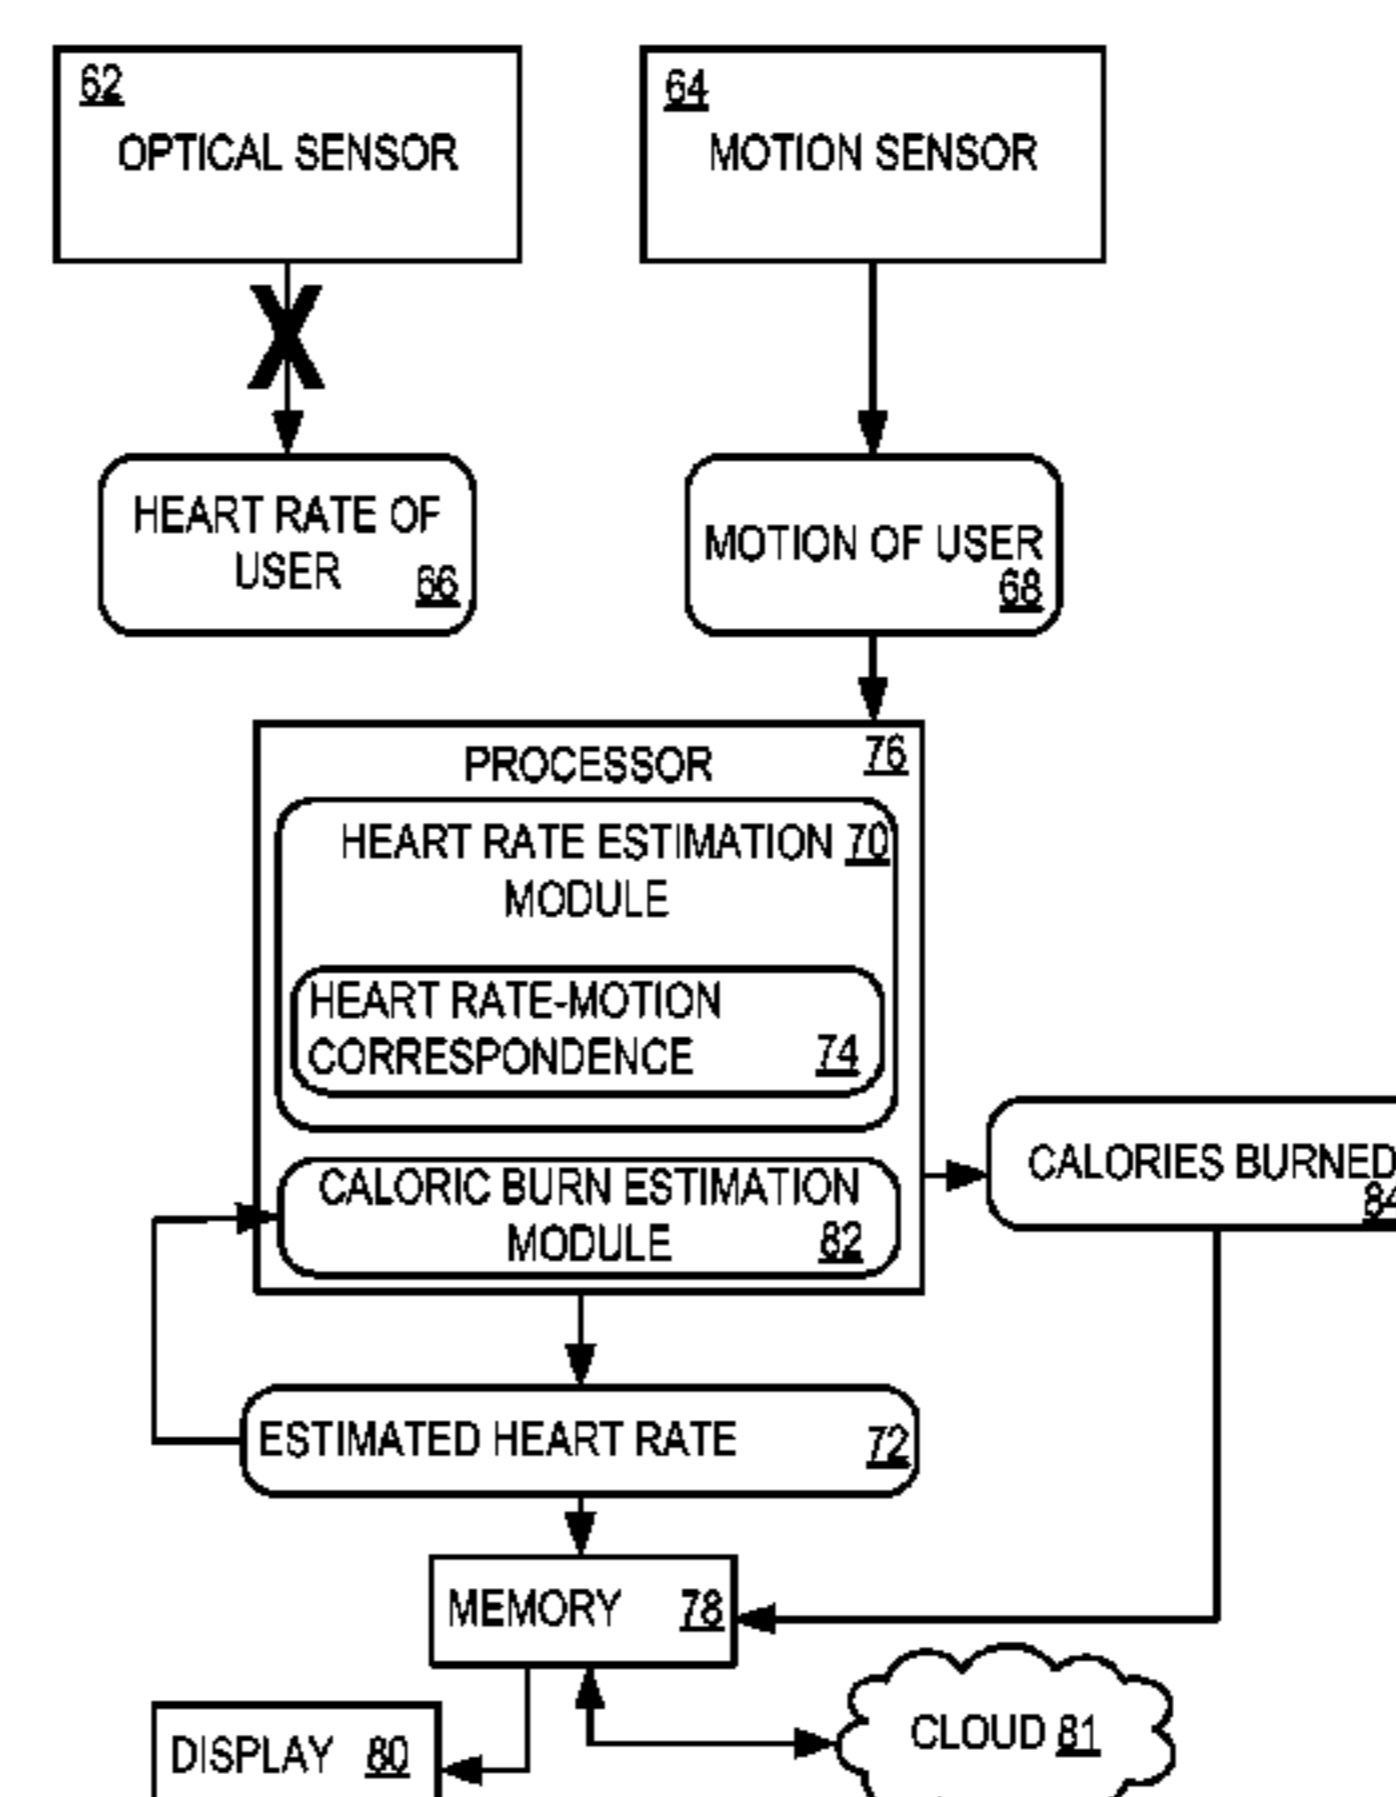 62
OPTICAL SENSOR
64
MOTION SENSOR
X
HEART RATE OF
USER 66
MOTION OF USER
68
PROCESSOR 76
HEART RATE ESTIMATION 70
MODULE
HEART RATE-MOTION
CORRESPONDENCE 74
CALORIC BURN ESTIMATION
MODULE 82
CALORIES BURNED
84
ESTIMATED HEART RATE 72
MEMORY 78
CLOUD 81
DISPLAY 80